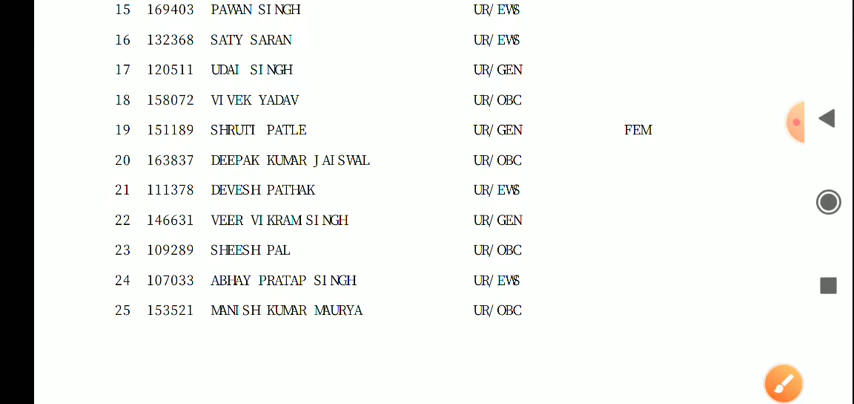 15 169403 PAWAN SINGH UR/EWS
16 132368 SATY SARAN UR/EWS
17 120511 UDAI SINGH UR/GEN
18 158072 VIVEK YADAV UR/OBC
19 151189 SHRUTI PATLE UR/GEN FEM
20 163837 DEEPAK KUMAR JAISWAL UR/OBC
21 111378 DEVESH PATHAK UR/EWS
22 146631 VEER VIKRAM SINGH UR/GEN
23 109289 SHEESH PAL UR/OBC
24 107033 ABHAY PRATAP SINGH UR/EWS
25 153521 MANISH KUMAR MAURYA UR/OBC